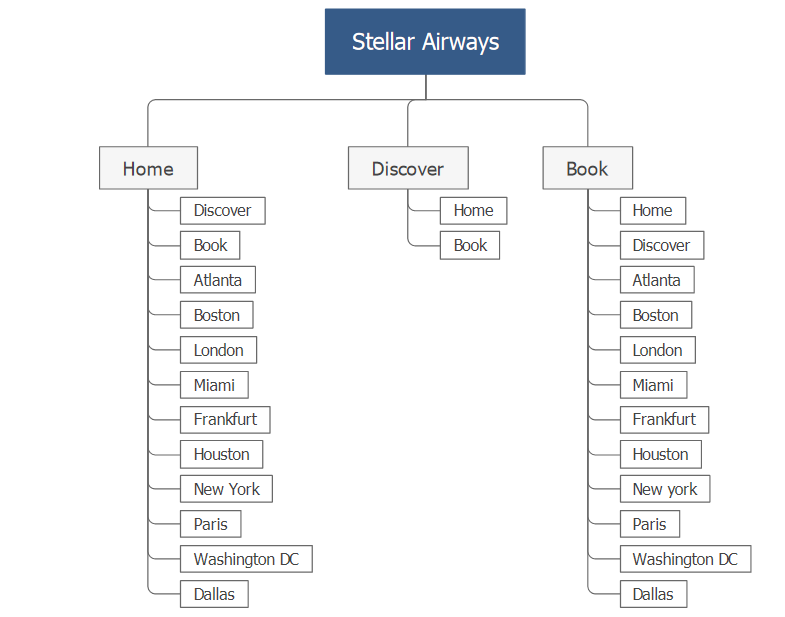 Stellar Airways
Home
Discover
Book
Discover
Book
Atlanta
Boston
London
Miami
Frankfurt
Houston
New York
Paris
Washington DC
Dallas
Home
Book
Home
Discover
Atlanta
Boston
London
Miami
Frankfurt
Houston
New york
Paris
Washington DC
Dallas